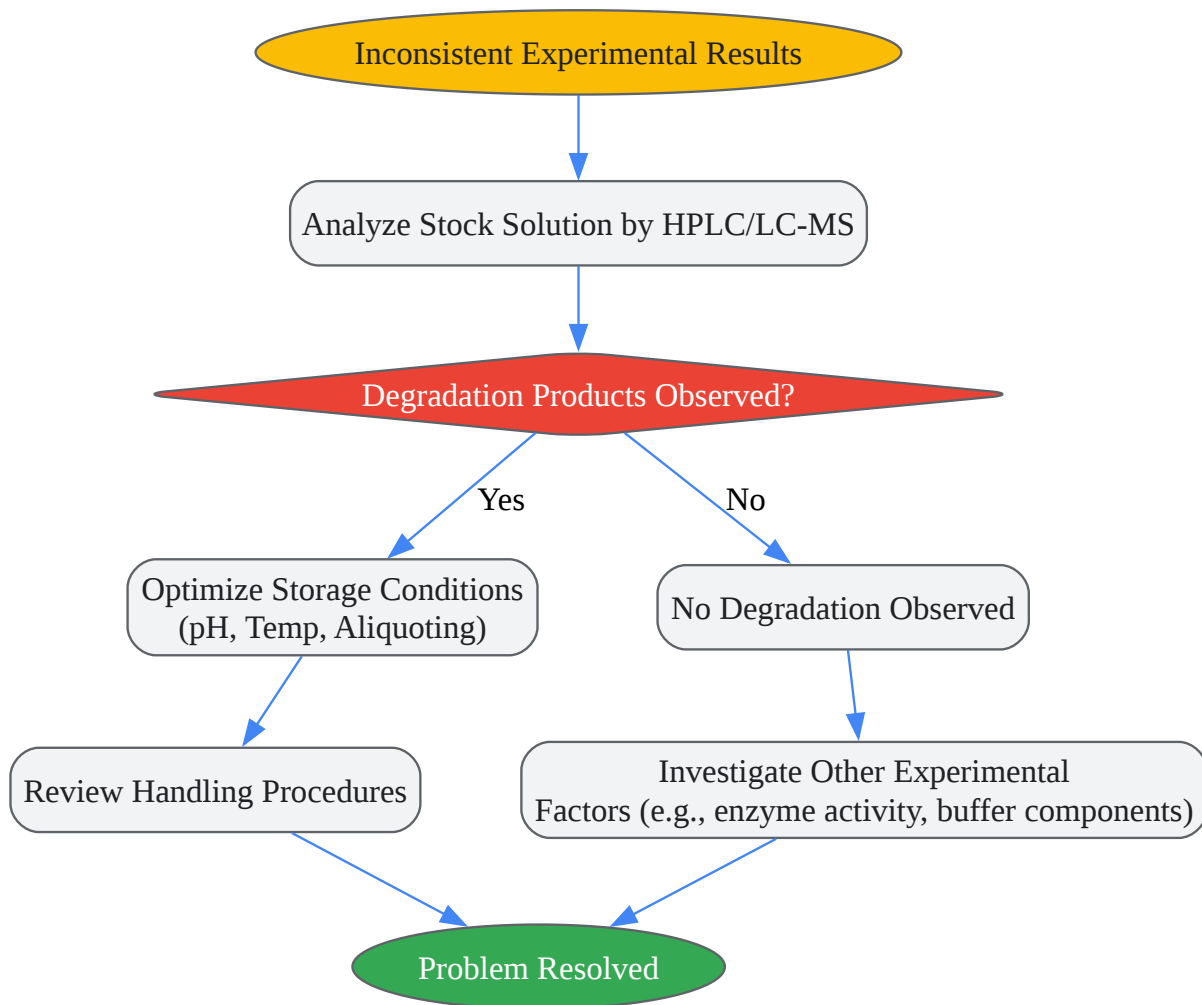 Inconsistent Experimental Results
Analyze Stock Solution by HPLC/LC-MS
Degradation Products Observed?
Yes
No
Optimize Storage Conditions
(pH, Temp, Aliquoting)
No Degradation Observed
Review Handling Procedures
Investigate Other Experimental
Factors (e.g., enzyme activity, buffer components)
Problem Resolved